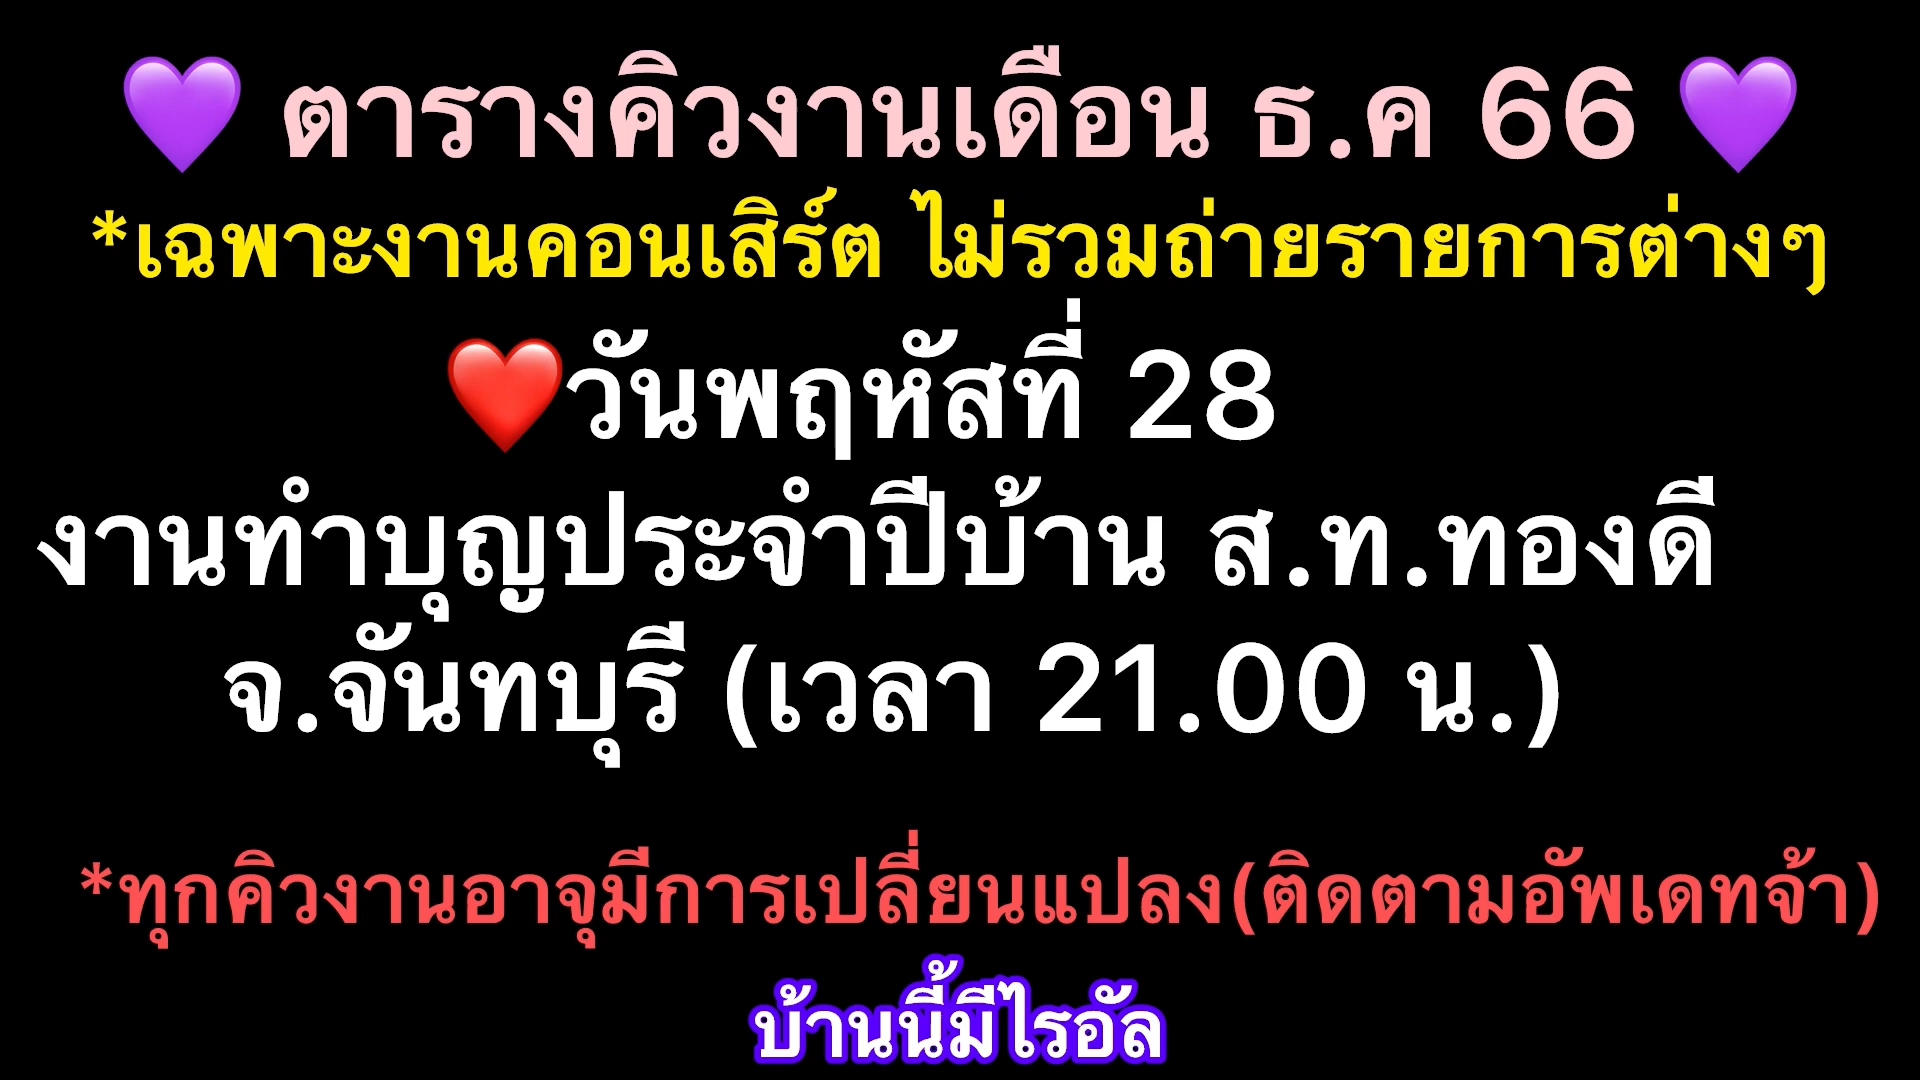 💜 ตารางคิวงานเดือน ธ.ค 66 💜
*เฉพาะงานคอนเสิร์ต ไม่รวมถ่ายรายการต่างๆ
❤️วันพฤหัสที่ 28
งานทำบุญประจำปีบ้าน ส.ท.ทองดี
จ.จันทบุรี (เวลา 21.00 น.)
*ทุกคิวงานอาจุมีการเปลี่ยนแปลง(ติดตามอัพเดทจ้า)
บ้านนี้มีไรอัล